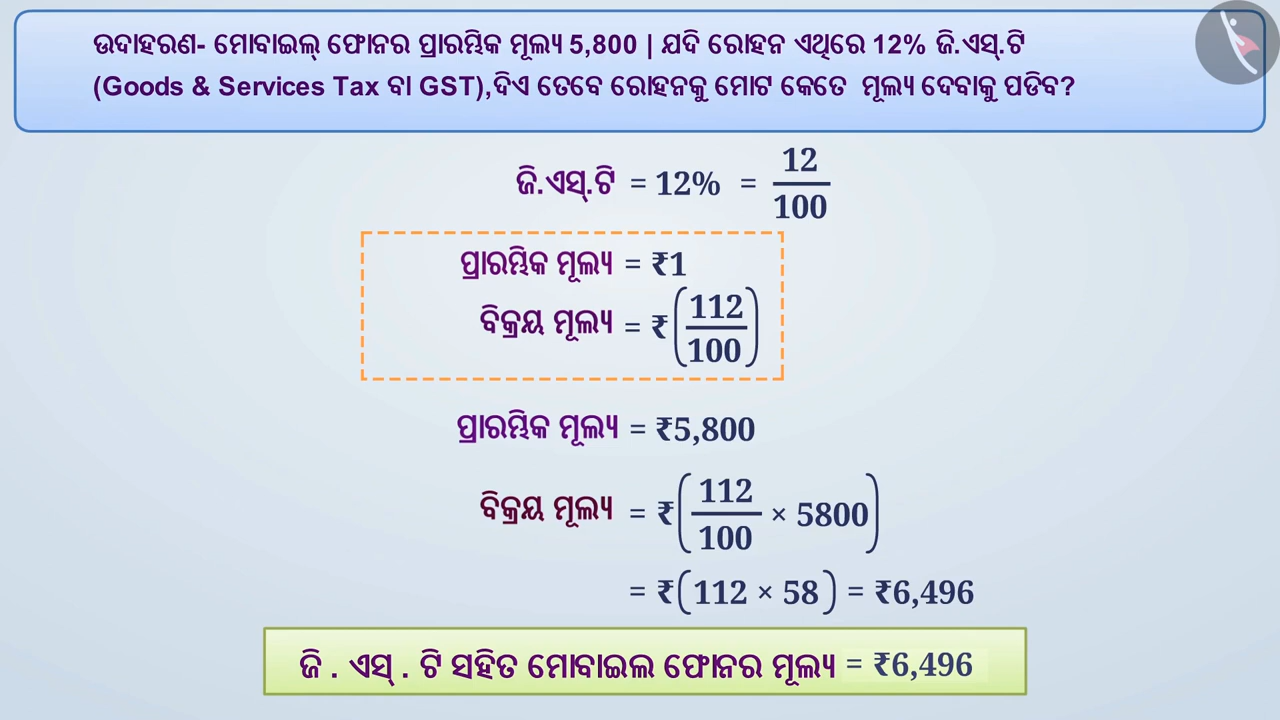 ଉଦାହରଣ- ମୋବାଇଲ୍ ଫୋନର ପ୍ରାରମ୍ଭିକ ମୂଲ୍ୟ 5,800 | ଯଦି ରୋହନ ଏଥିରେ 12% ଜି.ଏସ୍.ଟି
(Goods & Services Tax ବା GST),ଦିଏ ତେବେ ରୋହନକୁ ମୋଟ କେତେ ମୂଲ୍ୟ ଦେବାକୁ ପଡିବ?
ଜି.ଏସ୍.ଟି = 12% = 12/100
ପ୍ରାରମ୍ଭିକ ମୂଲ୍ୟ = ₹1
ବିକ୍ରୟ ମୂଲ୍ୟ = ₹(112/100)
ପ୍ରାରମ୍ଭିକ ମୂଲ୍ୟ = ₹5,800
ବିକ୍ରୟ ମୂଲ୍ୟ = ₹(112/100 × 5800)
= ₹(112 × 58) = ₹6,496
ଜି . ଏସ୍ . ଟି ସହିତ ମୋବାଇଲ ଫୋନର ମୂଲ୍ୟ = ₹6,496